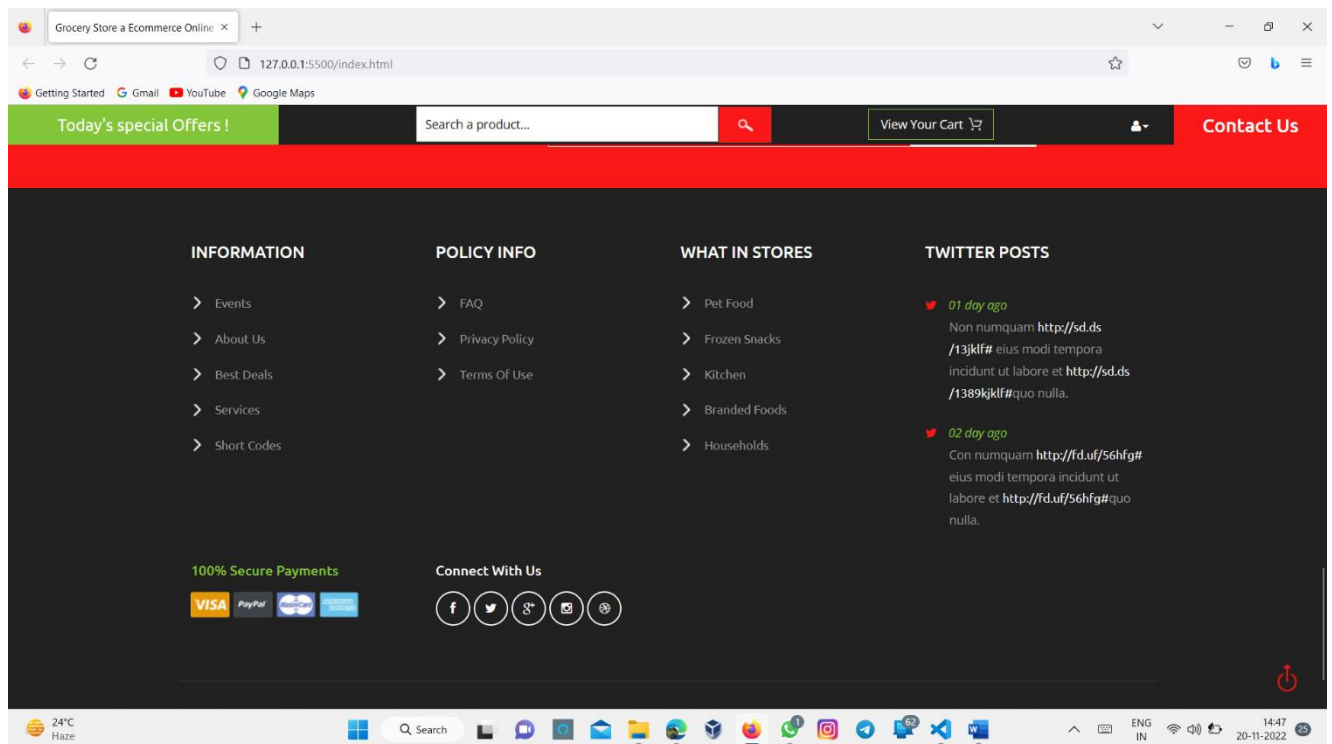 Grocery Store a Ecommerce Online
127.0.0.1:5500/index.html
Getting Started Gmail YouTube Google Maps
Today's special Offers !
Search a product...
View Your Cart
Contact Us
INFORMATION
Events
About Us
Best Deals
Services
Short Codes
POLICY INFO
FAQ
Privacy Policy
Terms Of Use
WHAT IN STORES
Pet Food
Frozen Snacks
Kitchen
Branded Foods
Households
TWITTER POSTS
01 day ago
Non numquam http://sd.ds
/13jklf# eius modi tempora
incidunt ut labore et http://sd.ds
/1389kjklf#quo nulla.
02 day ago
Con numquam http://fd.uf/56hfg#
eius modi tempora incidunt ut
labore et http://fd.uf/56hfg#quo
nulla.
100% Secure Payments
VISA PayPal MasterCard
Connect With Us
24°C
Haze
Search
1
62
ENG
IN
14:47
20-11-2022
25